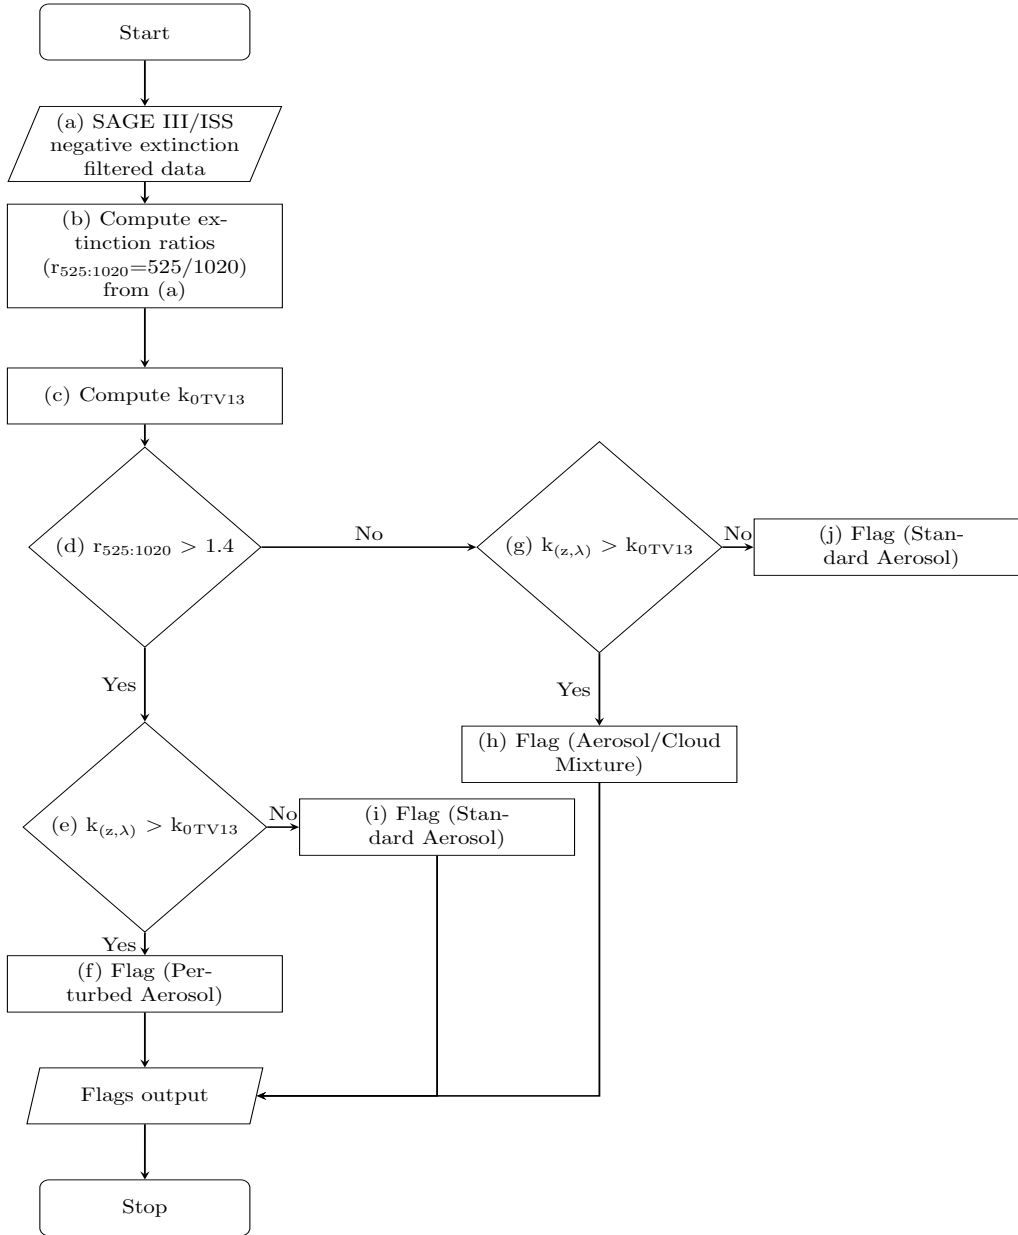 Start
(a) SAGE III/ISS
negative extinction
filtered data
(b) Compute ex-
tinction ratios
(r₅₂₅:₁₀₂₀=525/1020)
from (a)
(c) Compute k₀TV13
(d) r₅₂₅:₁₀₂₀ > 1.4
No
(g) k(z,λ) > k₀TV13
No
(j) Flag (Stan-
dard Aerosol)
Yes
Yes
(h) Flag (Aerosol/Cloud
Mixture)
(e) k(z,λ) > k₀TV13
No
(i) Flag (Stan-
dard Aerosol)
Yes
(f) Flag (Per-
turbed Aerosol)
Flags output
Stop